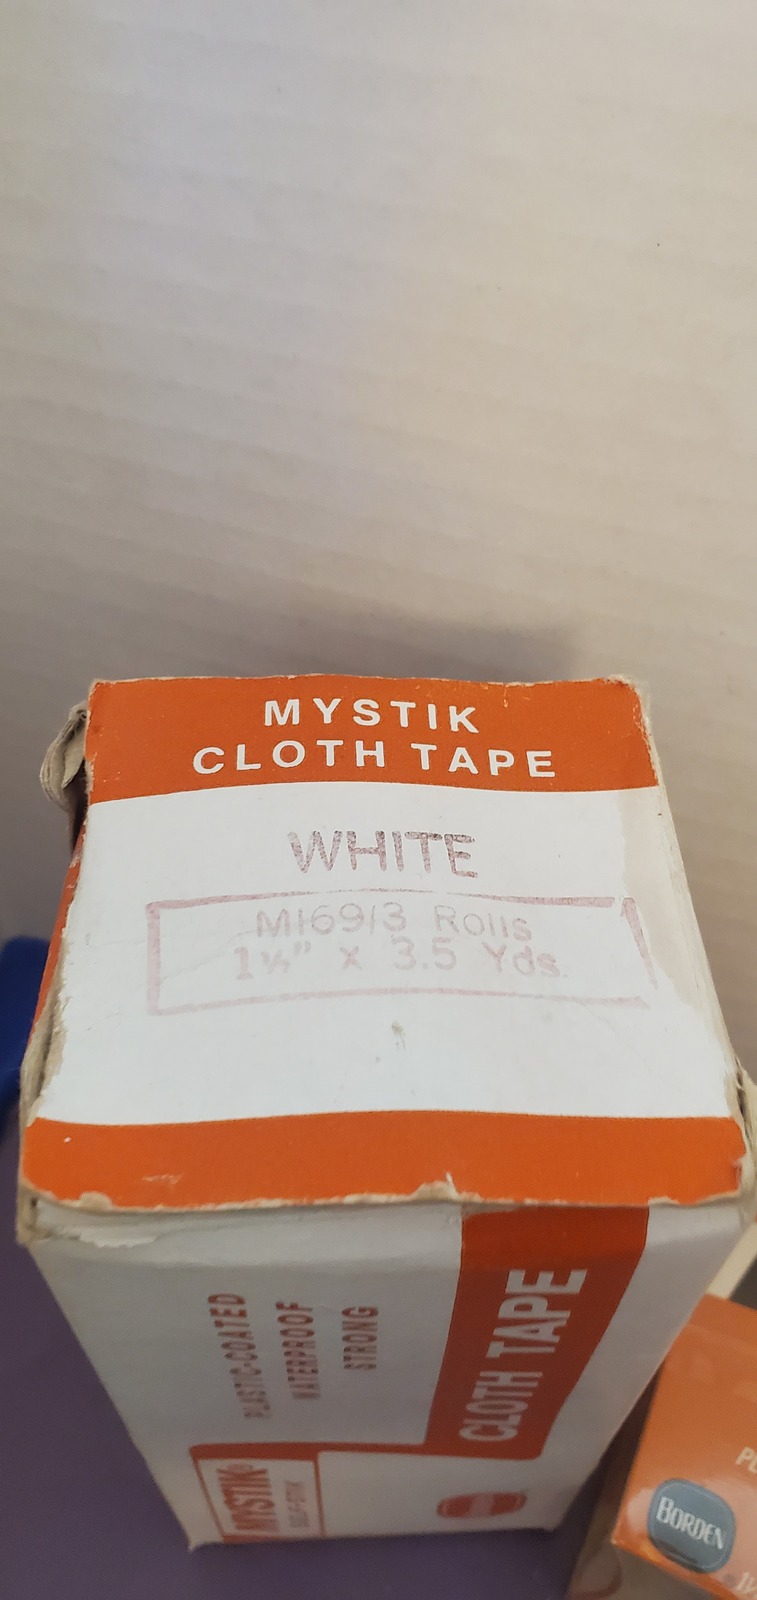 MYSTIK
CLOTH TAPE
WHITE
M169/3 Rolls
1½" x 3.5 Yds.
PLASTIC-COATED
WATERPROOF
STRONG
CLOTH TAPE
MYSTIK®
BORDEN